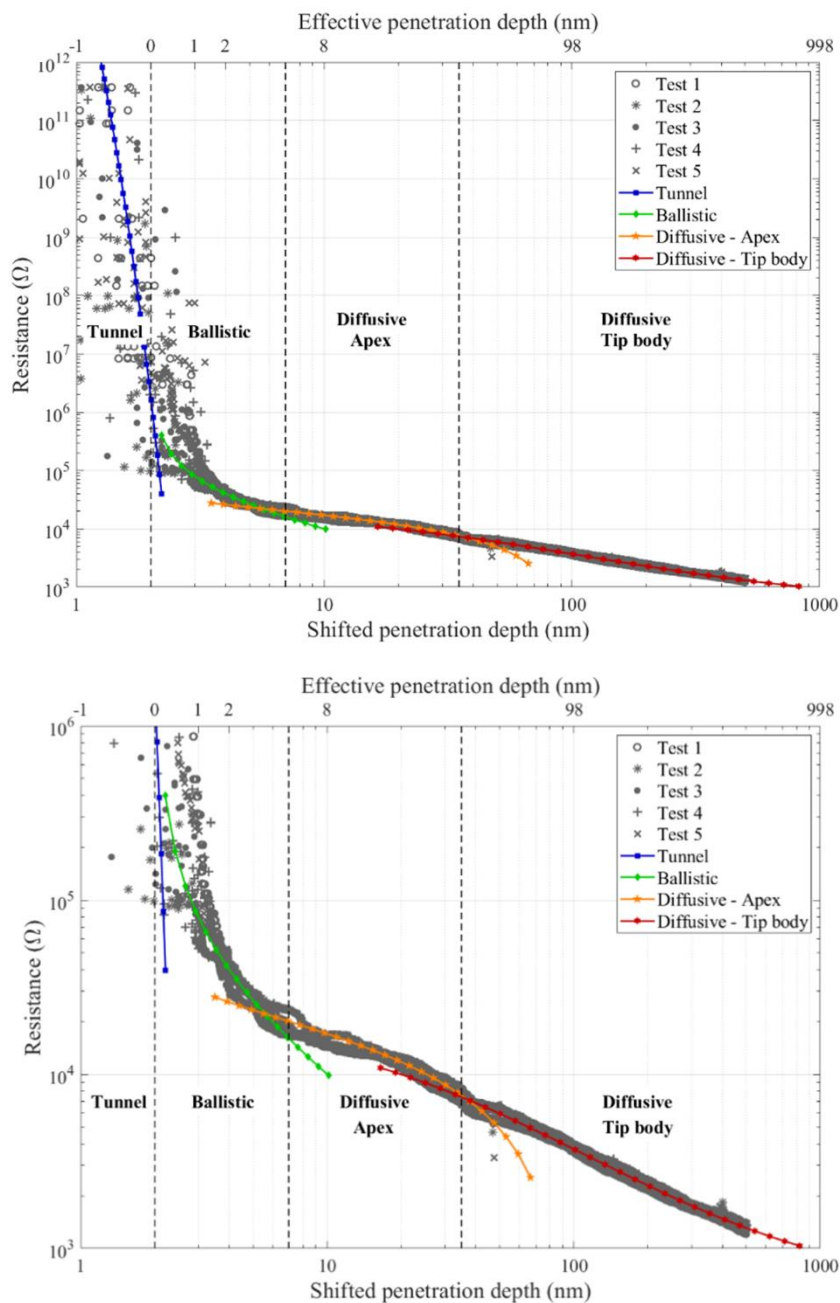 Effective penetration depth (nm)
-1 0 1 2 8 98 998
10^12
10^11
10^10
10^9
10^8
10^7
10^6
10^5
10^4
10^3
Resistance (Ω)
Test 1
Test 2
Test 3
Test 4
Test 5
Tunnel
Ballistic
Diffusive - Apex
Diffusive - Tip body
Tunnel
Ballistic
Diffusive
Apex
Diffusive
Tip body
1 10 100 1000
Shifted penetration depth (nm)
Effective penetration depth (nm)
-1 0 1 2 8 98 998
10^6
10^5
10^4
10^3
Resistance (Ω)
Test 1
Test 2
Test 3
Test 4
Test 5
Tunnel
Ballistic
Diffusive - Apex
Diffusive - Tip body
Tunnel
Ballistic
Diffusive
Apex
Diffusive
Tip body
1 10 100 1000
Shifted penetration depth (nm)